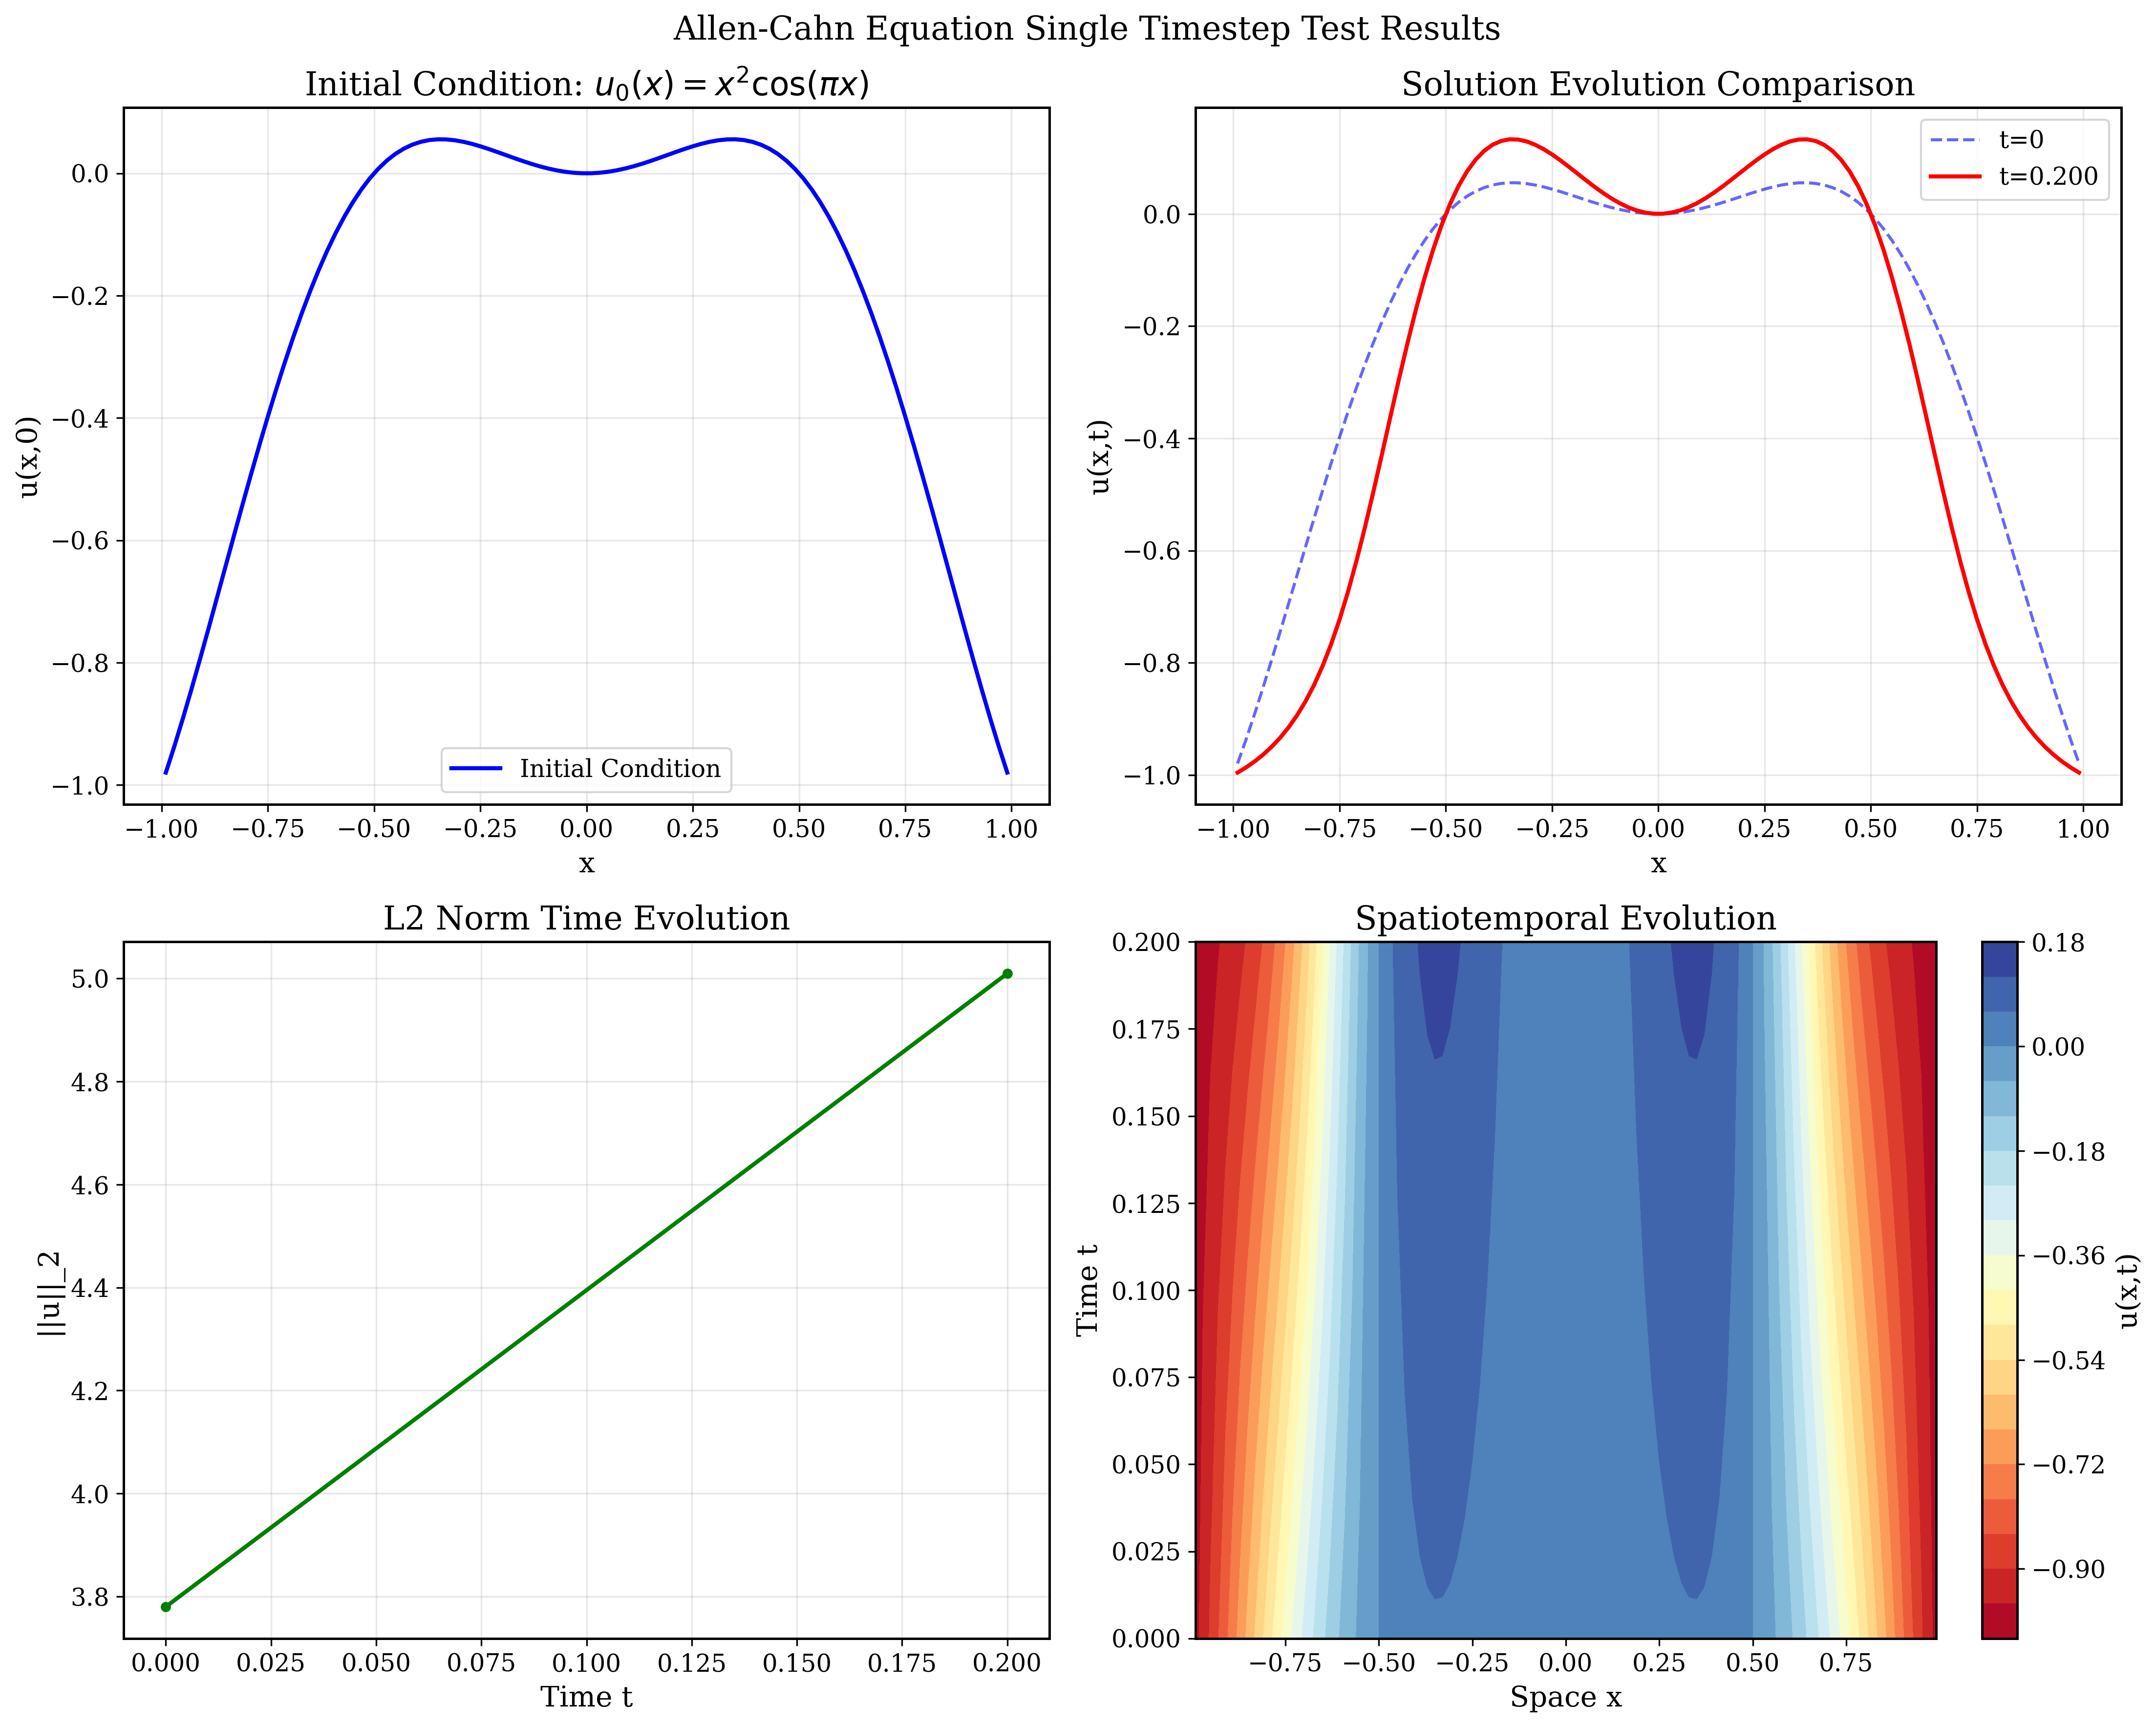 Allen-Cahn Equation Single Timestep Test Results
Initial Condition: u₀(x) = x²cos(πx)
u(x,0)
0.0
−0.2
−0.4
−0.6
−0.8
−1.0
Initial Condition
−1.00 −0.75 −0.50 −0.25 0.00 0.25 0.50 0.75 1.00
x
Solution Evolution Comparison
u(x,t)
0.0
−0.2
−0.4
−0.6
−0.8
−1.0
t=0
t=0.200
−1.00 −0.75 −0.50 −0.25 0.00 0.25 0.50 0.75 1.00
x
L2 Norm Time Evolution
||u||_2
5.0
4.8
4.6
4.4
4.2
4.0
3.8
0.000 0.025 0.050 0.075 0.100 0.125 0.150 0.175 0.200
Time t
Spatiotemporal Evolution
Time t
0.200
0.175
0.150
0.125
0.100
0.075
0.050
0.025
0.000
−0.75 −0.50 −0.25 0.00 0.25 0.50 0.75
Space x
0.18
0.00
−0.18
−0.36
−0.54
−0.72
−0.90
u(x,t)